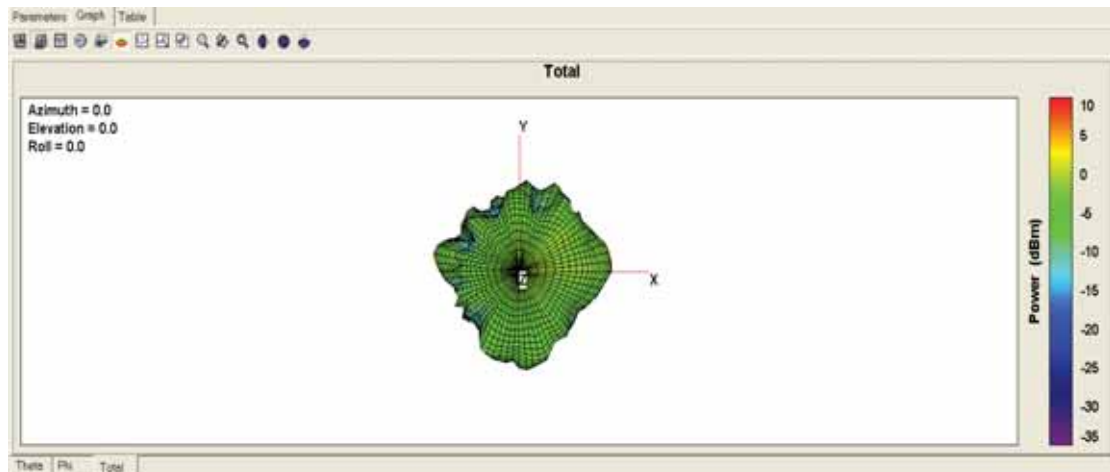 Parameters Graph Table
Total
Azimuth = 0.0
Elevation = 0.0
Roll = 0.0
Y
X
Z
Power (dBm)
10
5
0
-5
-10
-15
-20
-25
-30
-35
Theta Phi Total